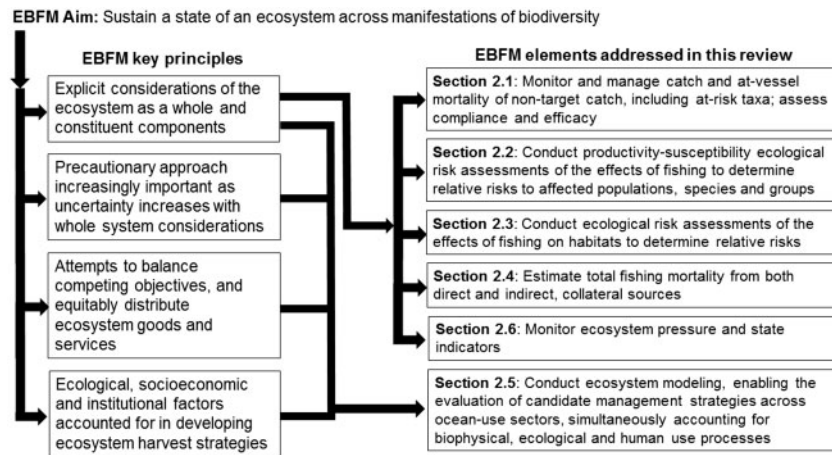 EBFM Aim: Sustain a state of an ecosystem across manifestations of biodiversity
EBFM key principles
Explicit considerations of the
ecosystem as a whole and
constituent components
Precautionary approach
increasingly important as
uncertainty increases with
whole system considerations
Attempts to balance
competing objectives, and
equitably distribute
ecosystem goods and
services
Ecological, socioeconomic
and institutional factors
accounted for in developing
ecosystem harvest strategies
EBFM elements addressed in this review
Section 2.1: Monitor and manage catch and at-vessel
mortality of non-target catch, including at-risk taxa; assess
compliance and efficacy
Section 2.2: Conduct productivity-susceptibility ecological
risk assessments of the effects of fishing to determine
relative risks to affected populations, species and groups
Section 2.3: Conduct ecological risk assessments of the
effects of fishing on habitats to determine relative risks
Section 2.4: Estimate total fishing mortality from both
direct and indirect, collateral sources
Section 2.6: Monitor ecosystem pressure and state
indicators
Section 2.5: Conduct ecosystem modeling, enabling the
evaluation of candidate management strategies across
ocean-use sectors, simultaneously accounting for
biophysical, ecological and human use processes